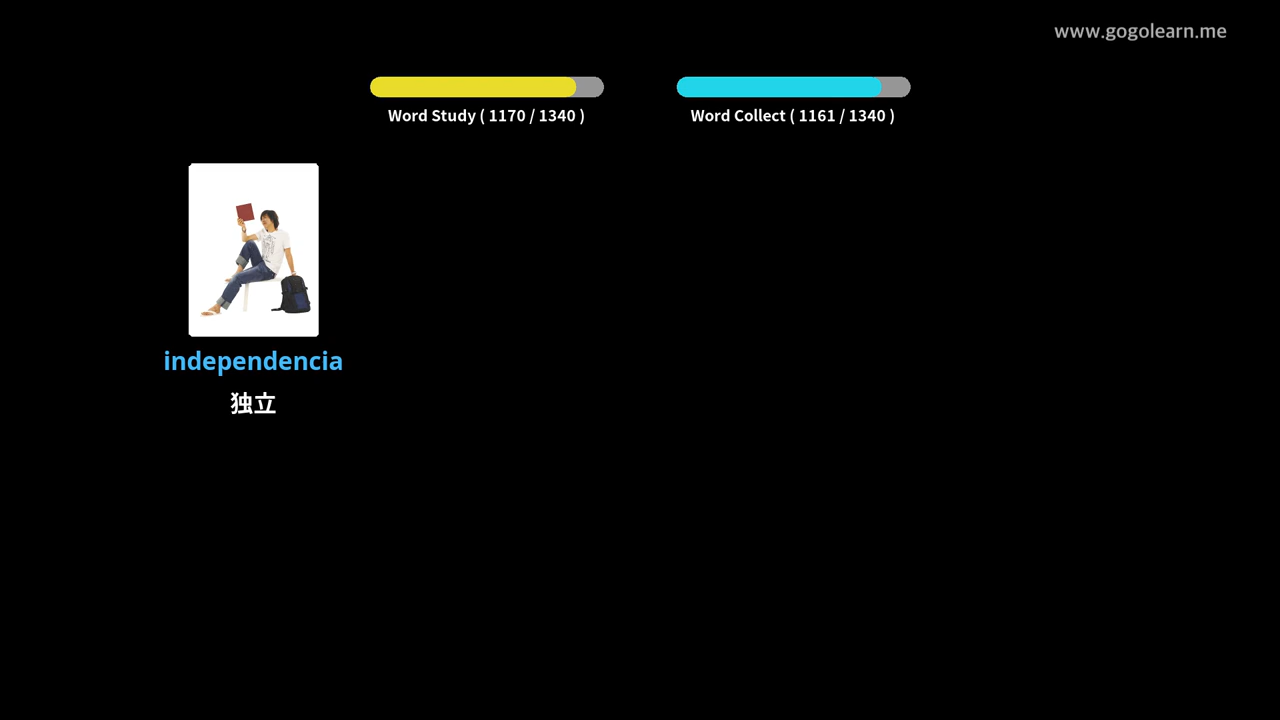 www.gogolearn.me
Word Study ( 1170 / 1340 )
Word Collect ( 1161 / 1340 )
independencia
独立